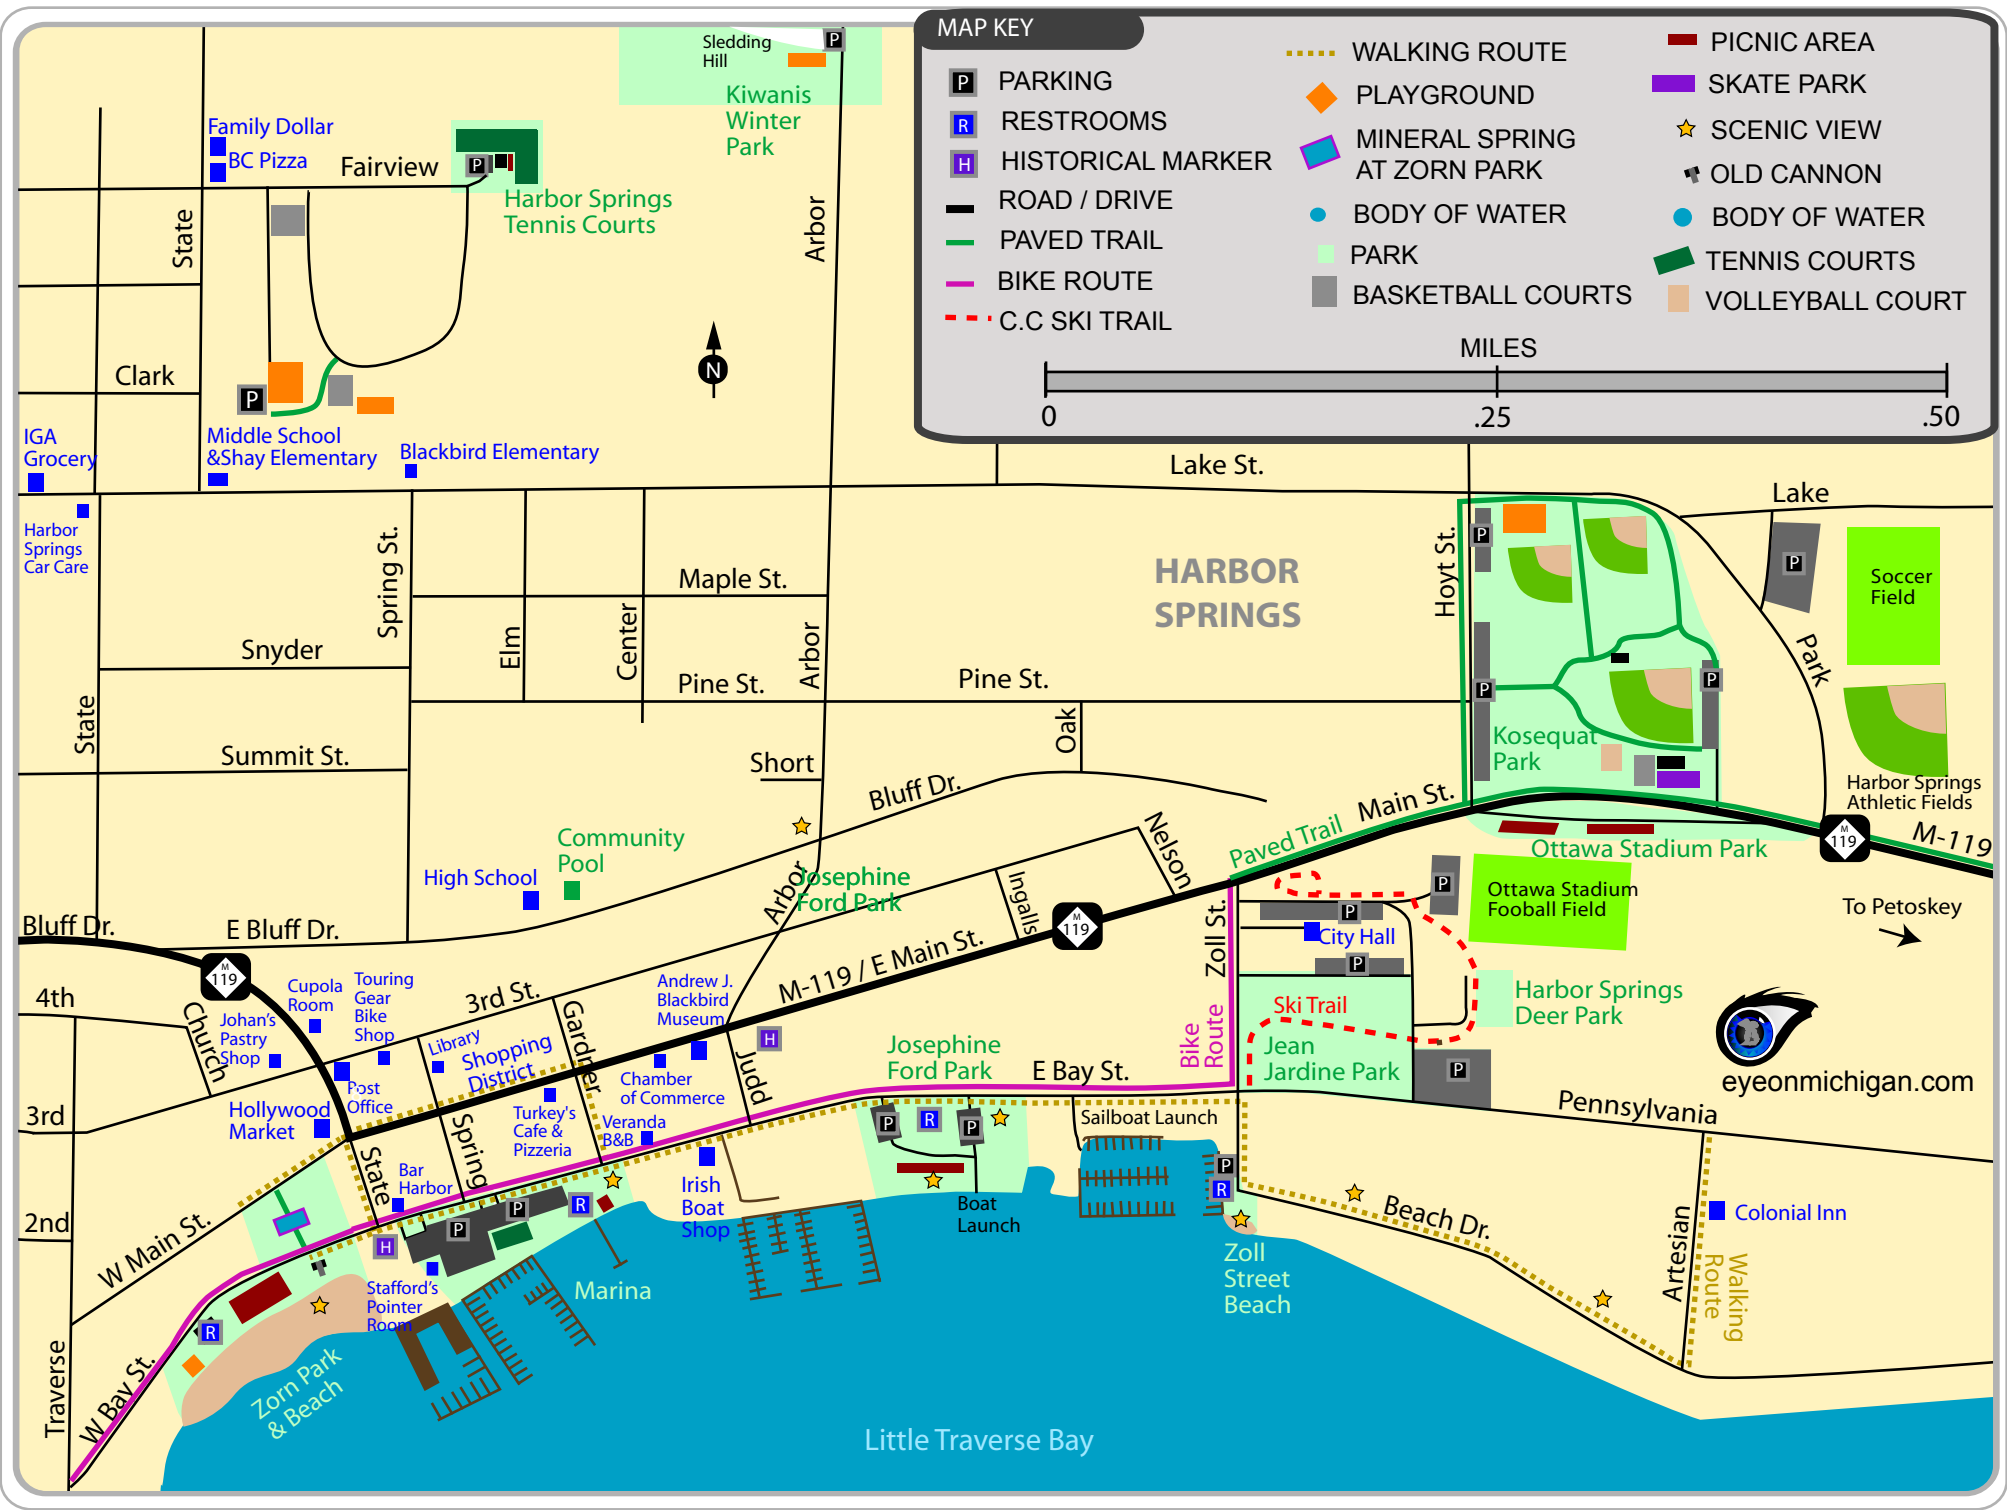 MAP KEY
PARKING
RESTROOMS
HISTORICAL MARKER
ROAD / DRIVE
PAVED TRAIL
BIKE ROUTE
C.C SKI TRAIL
WALKING ROUTE
PLAYGROUND
MINERAL SPRING
AT ZORN PARK
BODY OF WATER
PARK
BASKETBALL COURTS
PICNIC AREA
SKATE PARK
SCENIC VIEW
OLD CANNON
BODY OF WATER
TENNIS COURTS
VOLLEYBALL COURT
MILES
0
.25
.50
P
R
H
Sledding
Hill
P
Kiwanis
Winter
Park
Family Dollar
BC Pizza
Fairview
P
Harbor Springs
Tennis Courts
State
Arbor
N
Clark
P
IGA
Grocery
Middle School
&Shay Elementary
Blackbird Elementary
Lake St.
Lake
Harbor
Springs
Car Care
Spring St.
Maple St.
Elm
Center
Arbor
HARBOR
SPRINGS
Hoyt St.
P
P
P
P
Soccer
Field
Park
Snyder
Pine St.
Pine St.
State
Summit St.
Short
Oak
Kosequat
Park
Bluff Dr.
Main St.
Harbor Springs
Athletic Fields
M
119
M-119
Community
Pool
High School
Arbor
Josephine
Ford Park
Nelson
Ingalls
Paved Trail
Ottawa Stadium Park
Ottawa Stadium
Fooball Field
P
To Petoskey
Bluff Dr.
E Bluff Dr.
M
119
M
119
M-119 / E Main St.
Zoll St.
P
City Hall
P
4th
Church
Cupola
Room
Touring
Gear
Bike
Shop
3rd St.
Gardner
Andrew J.
Blackbird
Museum
Johan's
Pastry
Shop
Library
Shopping
District
H
Judd
Ski Trail
Harbor Springs
Deer Park
Jean
Jardine Park
P
Bike
Route
Josephine
Ford Park
E Bay St.
eyeonmichigan.com
3rd
Post
Office
Hollywood
Market
Chamber
of Commerce
Turkey's
Cafe &
Pizzeria
Veranda
B&B
Spring
State
P
R
P
Sailboat Launch
Pennsylvania
Bar
Harbor
Irish
Boat
Shop
P
R
2nd
W Main St.
P
P
R
H
Boat
Launch
Beach Dr.
Artesian
Colonial Inn
Walking
Route
Stafford's
Pointer
Room
Marina
Zoll
Street
Beach
R
Traverse
W Bay St.
Zorn Park
& Beach
Little Traverse Bay